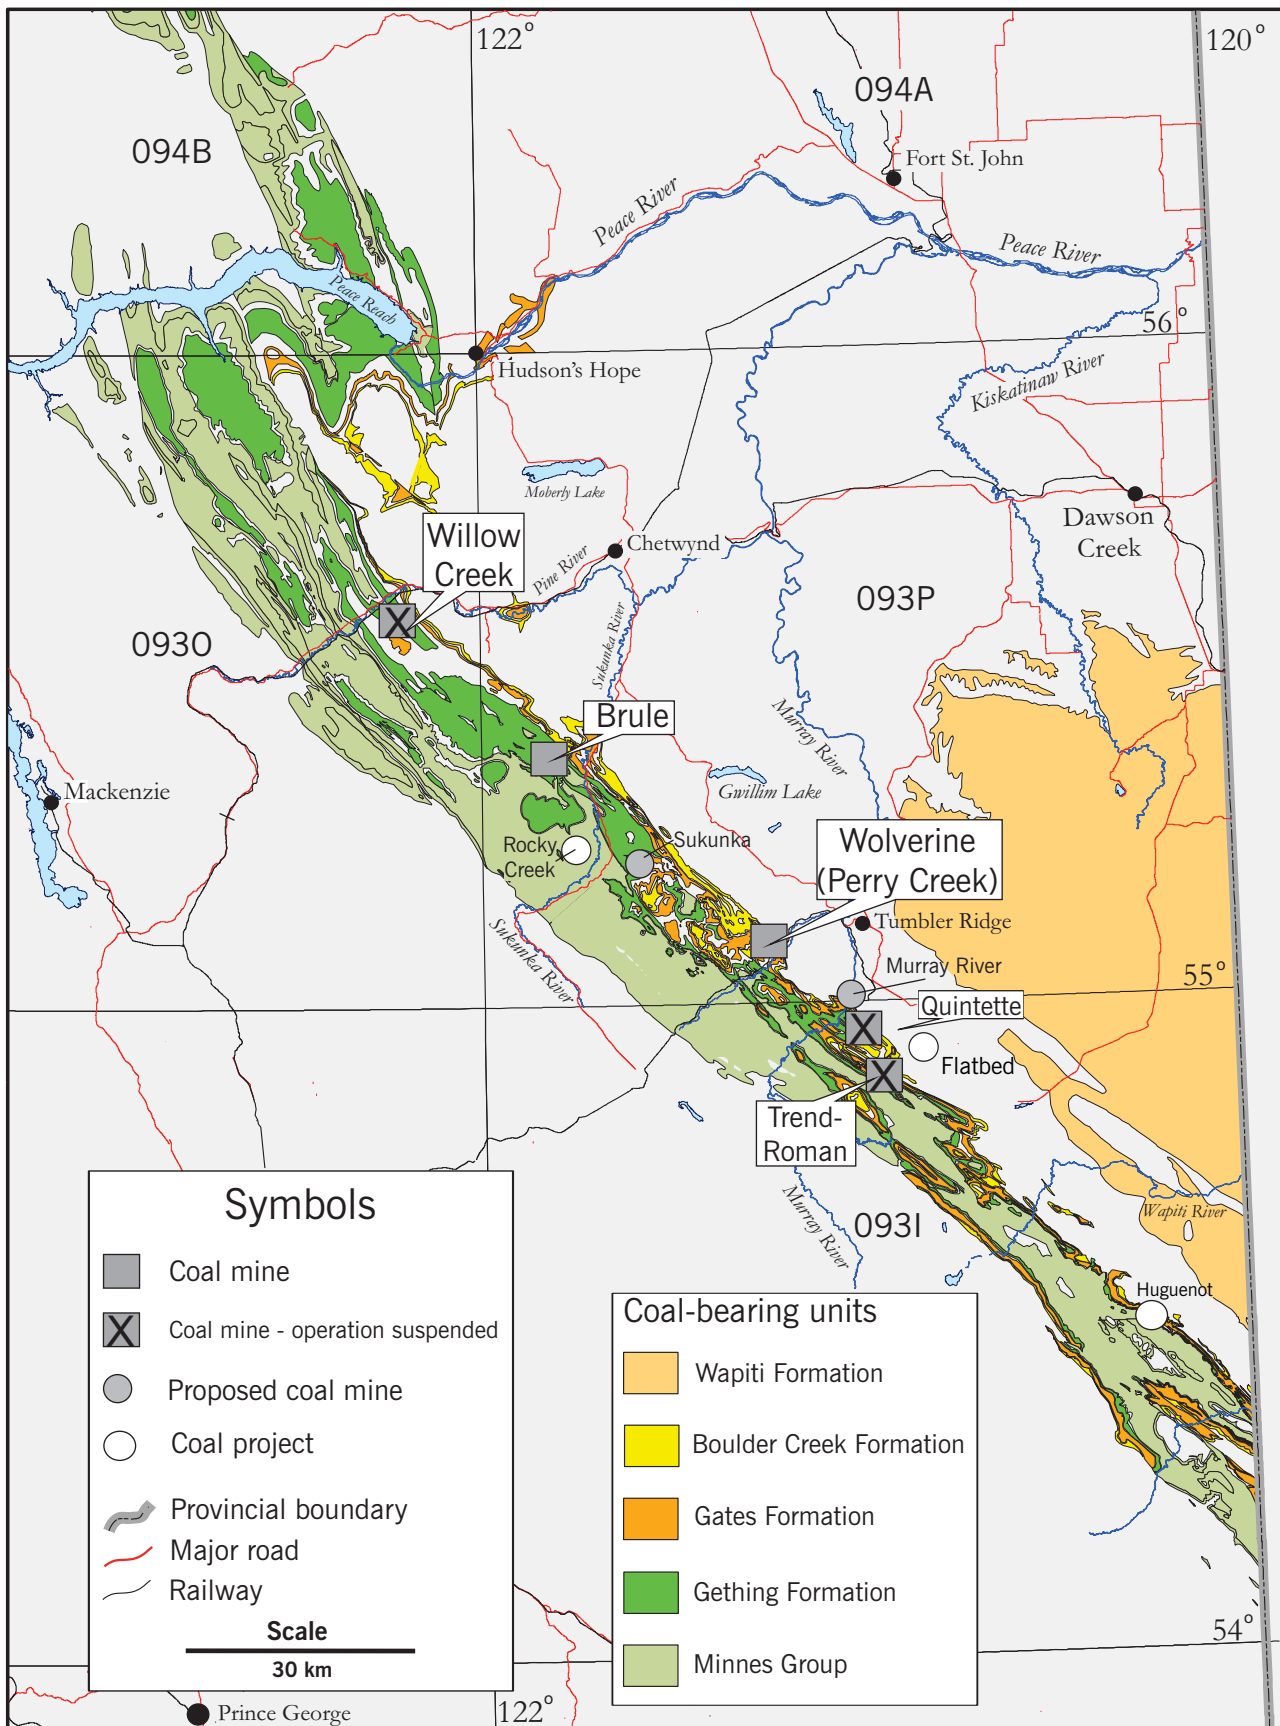 122°
120°
094A
094B
Fort St. John
Peace River
Peace River
Peace Reach
56°
Hudson's Hope
Kiskatinaw River
Moberly Lake
Dawson
Creek
Willow
Creek
Chetwynd
Pine River
093P
093O
Sukunka River
Brule
Murray River
Mackenzie
Gwillim Lake
Rocky
Creek
Sukunka
Wolverine
(Perry Creek)
Tumbler Ridge
Sukunka River
Murray River
55°
Quintette
Flatbed
Trend-
Roman
Murray River
093I
Wapiti River
Huguenot
Symbols
Coal mine
X
Coal mine - operation suspended
Proposed coal mine
Coal project
Provincial boundary
Major road
Railway
Scale
30 km
Coal-bearing units
Wapiti Formation
Boulder Creek Formation
Gates Formation
Gething Formation
Minnes Group
54°
122°
Prince George